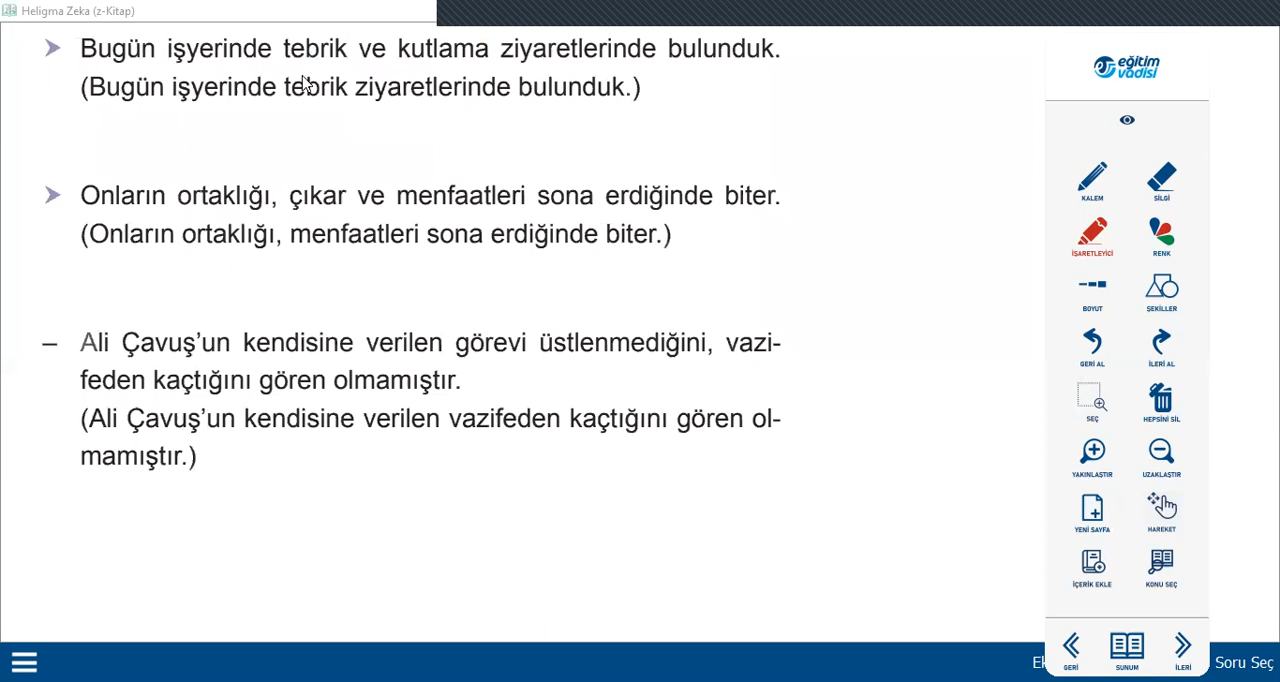 Heligma Zeka (z-Kitap)
Bugün işyerinde tebrik ve kutlama ziyaretlerinde bulunduk.
(Bugün işyerinde tebrik ziyaretlerinde bulunduk.)
Onların ortaklığı, çıkar ve menfaatleri sona erdiğinde biter.
(Onların ortaklığı, menfaatleri sona erdiğinde biter.)
– Ali Çavuş’un kendisine verilen görevi üstlenmediğini, vazi-
feden kaçtığını gören olmamıştır.
(Ali Çavuş’un kendisine verilen vazifeden kaçtığını gören ol-
mamıştır.)
eğitim
vadisi
KALEM SİLGİ
İŞARETLEYİCİ RENK
BOYUT ŞEKİLLER
GERİ AL İLERİ AL
SEÇ HEPSİNİ SİL
YAKINLAŞTIR UZAKLAŞTIR
YENİ SAYFA HAREKET
İÇERİK EKLE KONU SEÇ
GERİ SUNUM İLERİ
Soru Seç